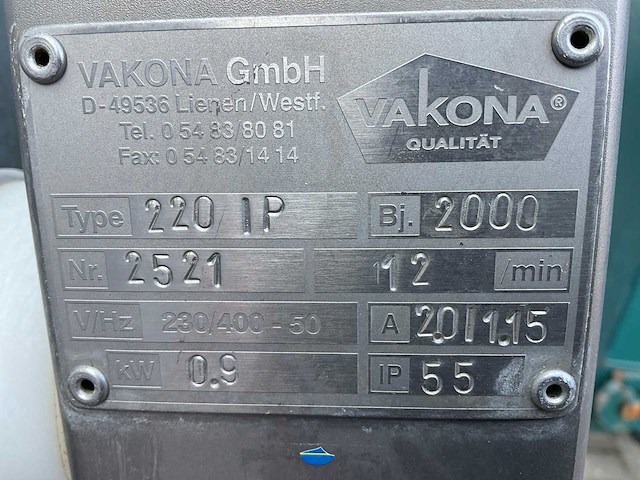 VAKONA GmbH
D-49536 Lienen/Westf.
Tel. 0 54 83/80 81
Fax: 0 54 83/14 14
VAKONA®
QUALITÄT
Type 220 IP Bj. 2000
Nr. 2521 12 /min
V/Hz 230/400 - 50 A 2.0/1.15
kW 0.9 IP 55